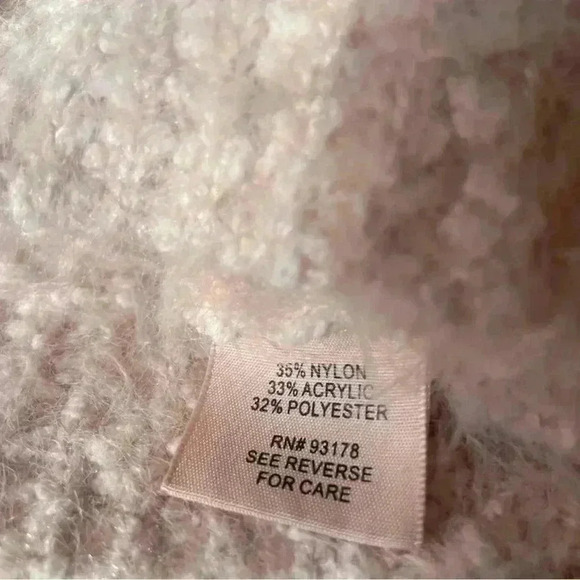 35% NYLON
33% ACRYLIC
32% POLYESTER
RN# 93178
SEE REVERSE
FOR CARE